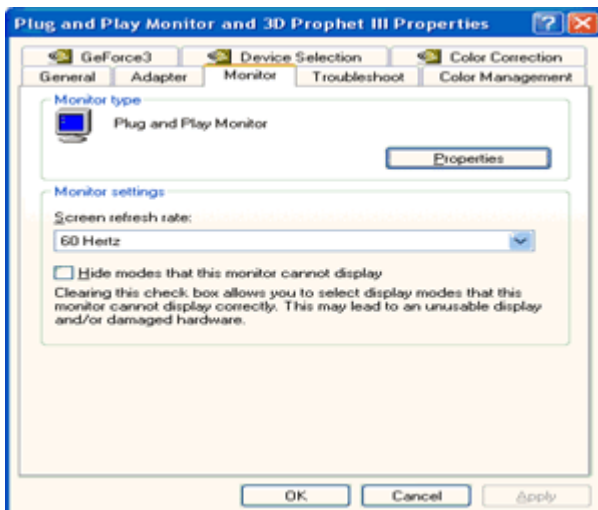 Plug and Play Monitor and 3D Prophet III Properties
GeForce3 Device Selection Color Correction
General Adapter Monitor Troubleshoot Color Management
Monitor type
Plug and Play Monitor
Properties
Monitor settings
Screen refresh rate:
60 Hertz
Hide modes that this monitor cannot display
Clearing this check box allows you to select display modes that this
monitor cannot display correctly. This may lead to an unusable display
and/or damaged hardware.
OK Cancel Apply